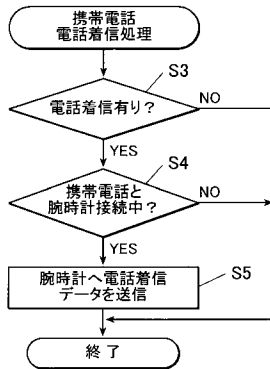 携帯電話
電話着信処理
S3
電話着信有り？
NO
YES
S4
携帯電話と
腕時計接続中？
NO
YES
S5
腕時計へ電話着信
データを送信
終了